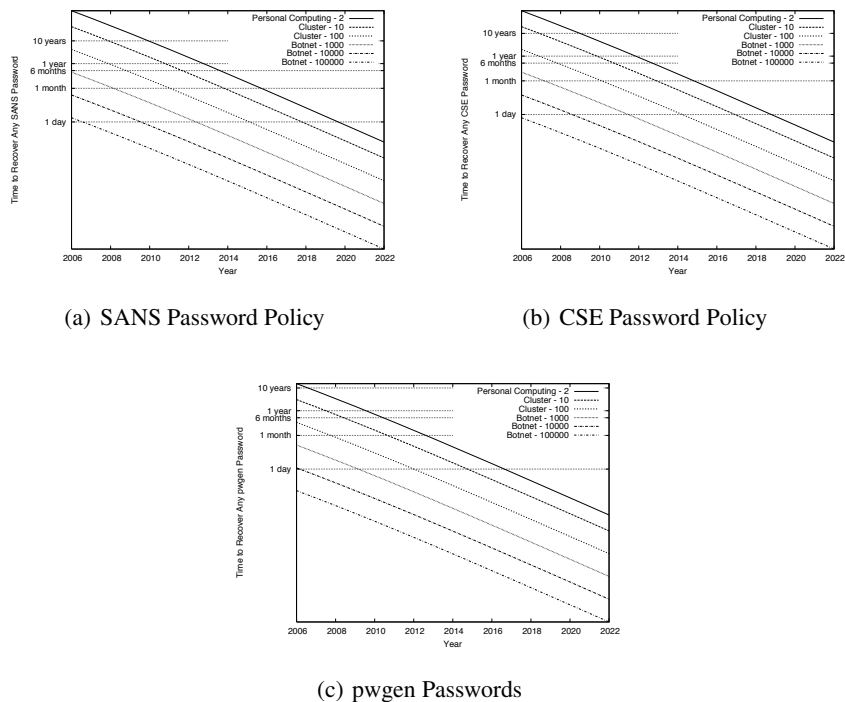 Time to Recover Any SANS Password
10 years
1 year
6 months
1 month
1 day
Personal Computing - 2
Cluster - 10
Cluster - 100
Botnet - 1000
Botnet - 10000
Botnet - 100000
2006 2008 2010 2012 2014 2016 2018 2020 2022
Year
(a) SANS Password Policy
Time to Recover Any CSE Password
10 years
1 year
6 months
1 month
1 day
Personal Computing - 2
Cluster - 10
Cluster - 100
Botnet - 1000
Botnet - 10000
Botnet - 100000
2006 2008 2010 2012 2014 2016 2018 2020 2022
Year
(b) CSE Password Policy
Time to Recover Any pwgen Password
10 years
1 year
6 months
1 month
1 day
Personal Computing - 2
Cluster - 10
Cluster - 100
Botnet - 1000
Botnet - 10000
Botnet - 100000
2006 2008 2010 2012 2014 2016 2018 2020 2022
Year
(c) pwgen Passwords